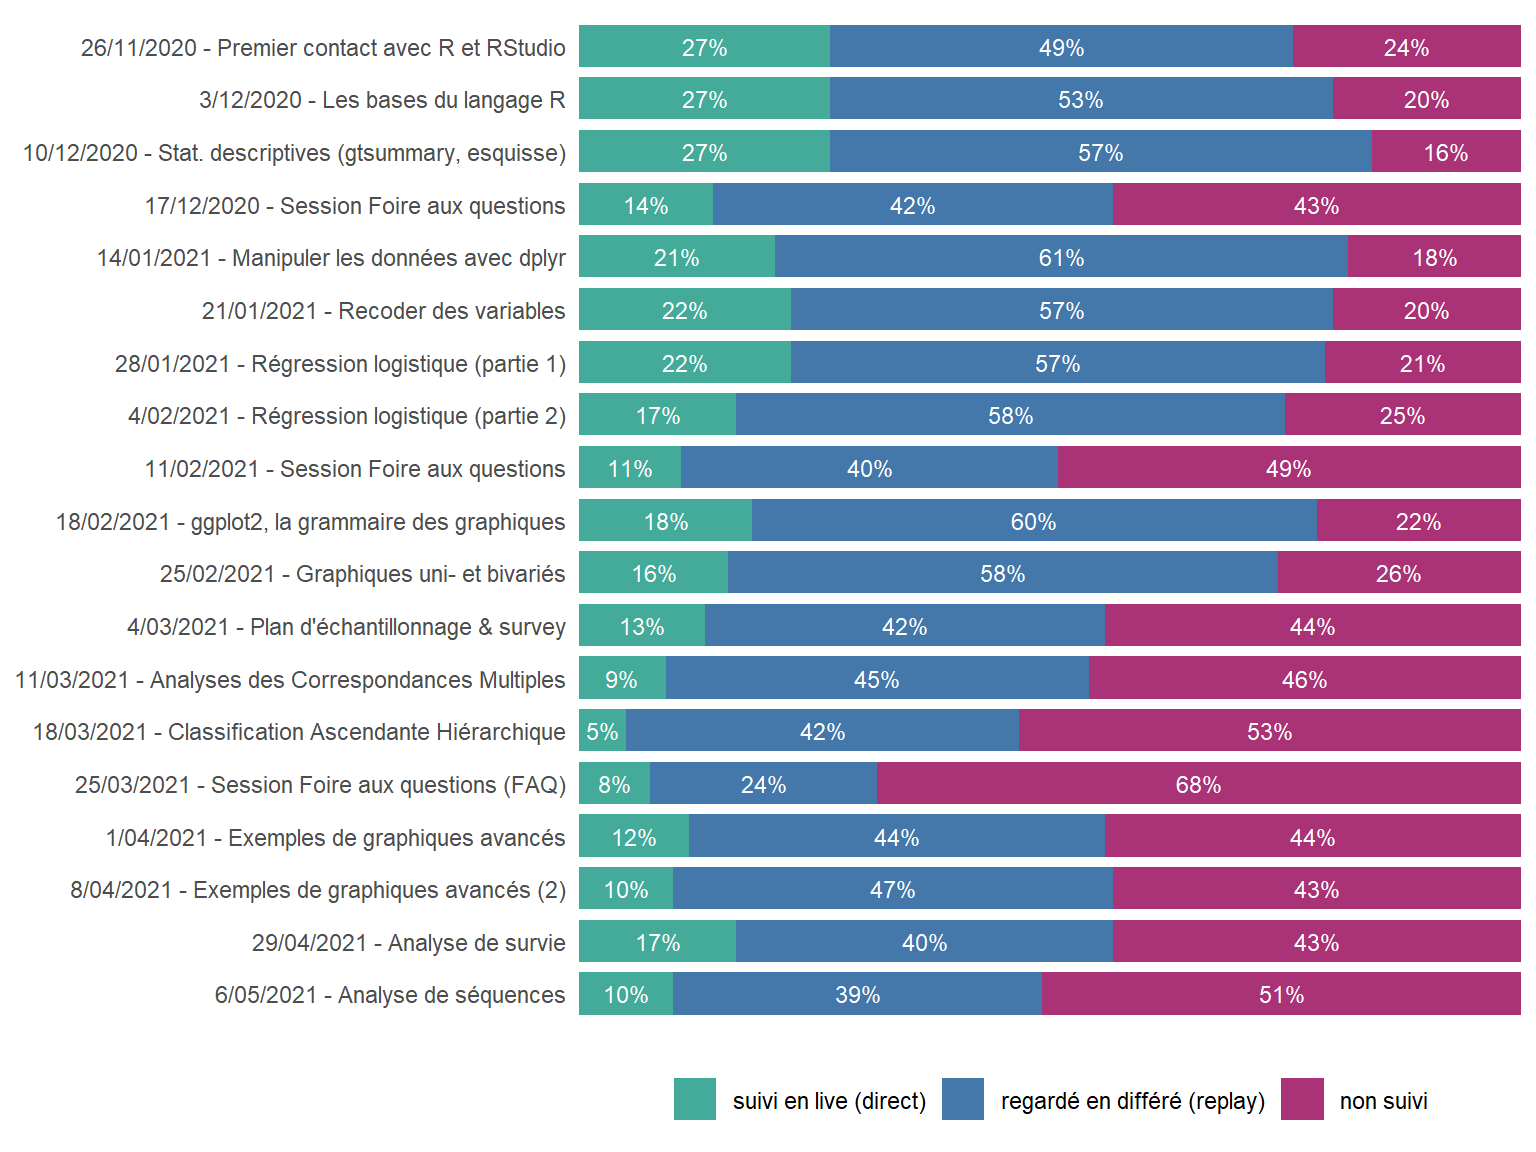 26/11/2020 - Premier contact avec R et RStudio 27% 49% 24%
3/12/2020 - Les bases du langage R 27% 53% 20%
10/12/2020 - Stat. descriptives (gtsummary, esquisse) 27% 57% 16%
17/12/2020 - Session Foire aux questions 14% 42% 43%
14/01/2021 - Manipuler les données avec dplyr 21% 61% 18%
21/01/2021 - Recoder des variables 22% 57% 20%
28/01/2021 - Régression logistique (partie 1) 22% 57% 21%
4/02/2021 - Régression logistique (partie 2) 17% 58% 25%
11/02/2021 - Session Foire aux questions 11% 40% 49%
18/02/2021 - ggplot2, la grammaire des graphiques 18% 60% 22%
25/02/2021 - Graphiques uni- et bivariés 16% 58% 26%
4/03/2021 - Plan d'échantillonnage & survey 13% 42% 44%
11/03/2021 - Analyses des Correspondances Multiples 9% 45% 46%
18/03/2021 - Classification Ascendante Hiérarchique 5% 42% 53%
25/03/2021 - Session Foire aux questions (FAQ) 8% 24% 68%
1/04/2021 - Exemples de graphiques avancés 12% 44% 44%
8/04/2021 - Exemples de graphiques avancés (2) 10% 47% 43%
29/04/2021 - Analyse de survie 17% 40% 43%
6/05/2021 - Analyse de séquences 10% 39% 51%
suivi en live (direct) regardé en différé (replay) non suivi